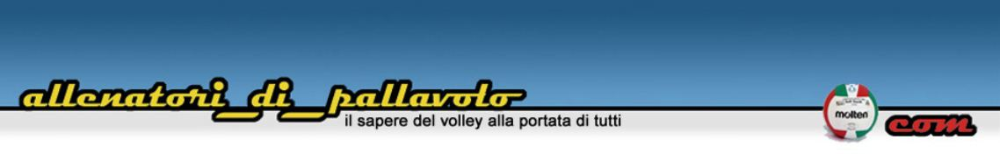 allenatori_di_pallavolo
il sapere del volley alla portata di tutti
molten
com